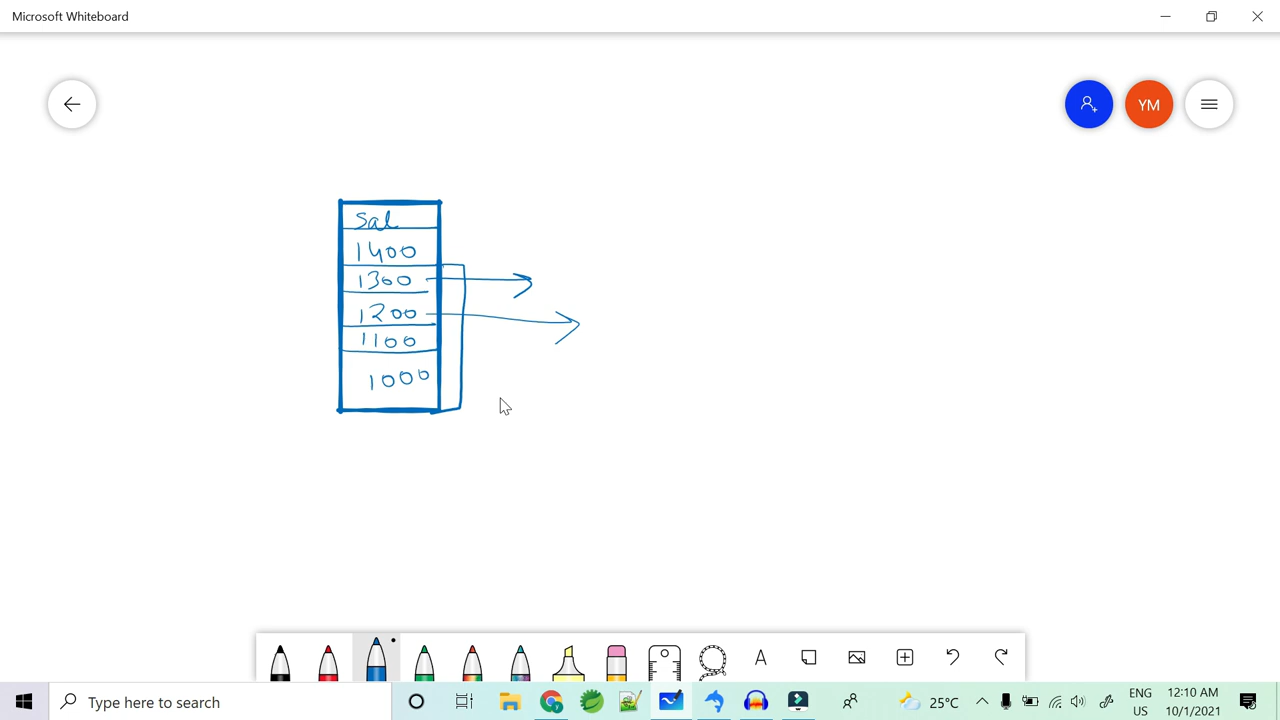 Microsoft Whiteboard
YM
Sal
1400
1300
1200
1100
1000
A
Type here to search
25°C
ENG
US
12:10 AM
10/1/2021